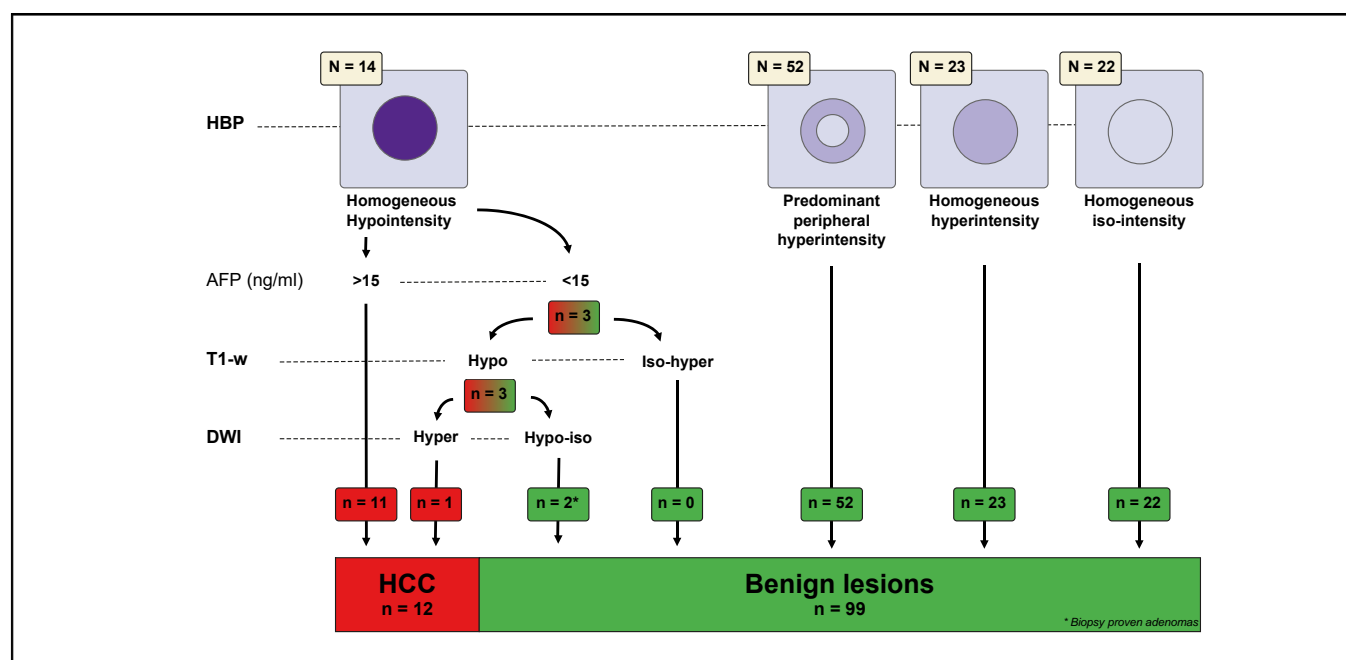 N = 14
N = 52
N = 23
N = 22
HBP
Homogeneous
Hypointensity
Predominant
peripheral
hyperintensity
Homogeneous
hyperintensity
Homogeneous
iso-intensity
AFP (ng/ml)
>15
<15
n = 3
T1-w
Hypo
Iso-hyper
n = 3
DWI
Hyper
Hypo-iso
n = 11
n = 1
n = 2*
n = 0
n = 52
n = 23
n = 22
HCC
n = 12
Benign lesions
n = 99
* Biopsy proven adenomas